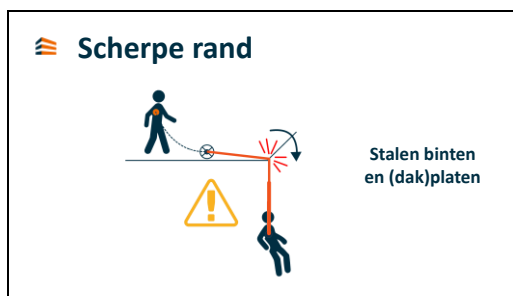 Scherpe rand
Stalen binten
en (dak)platen